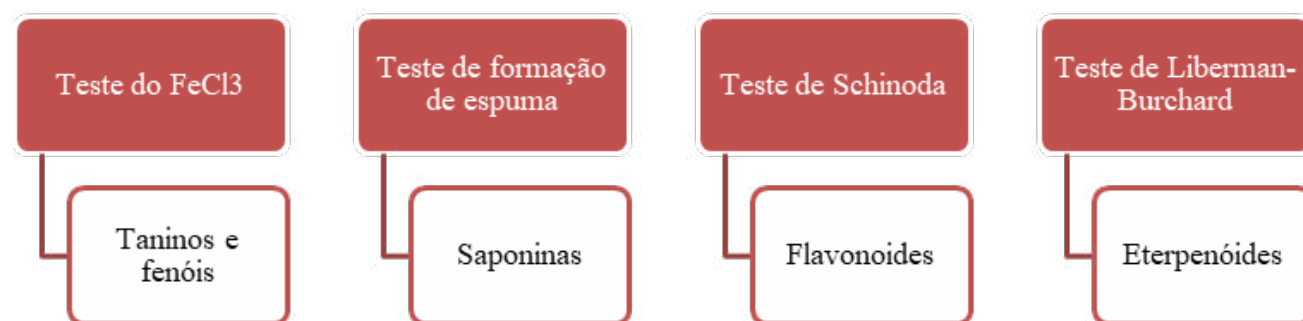 Teste do FeCl3
Taninos e
fenóis
Teste de formação
de espuma
Saponinas
Teste de Schinoda
Flavonoides
Teste de Liberman-
Burchard
Eterpenóides